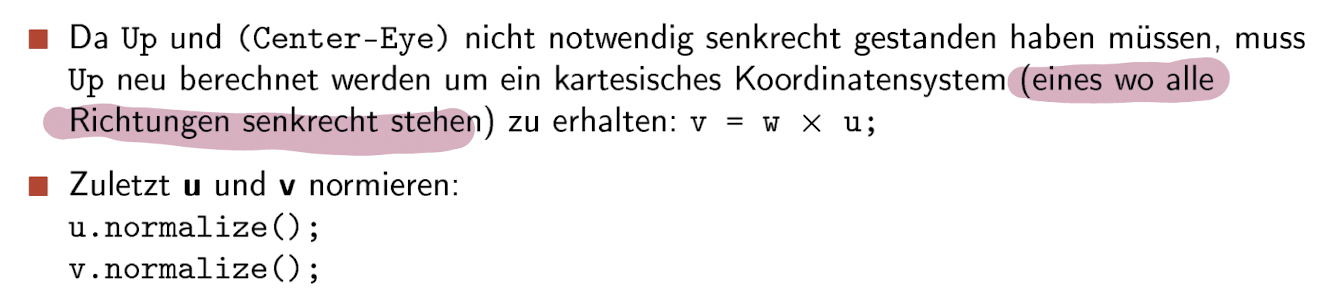 Da Up und (Center-Eye) nicht notwendig senkrecht gestanden haben müssen, muss
Up neu berechnet werden um ein kartesisches Koordinatensystem (eines wo alle
Richtungen senkrecht stehen) zu erhalten: v = w × u;
Zuletzt u und v normieren:
u.normalize();
v.normalize();